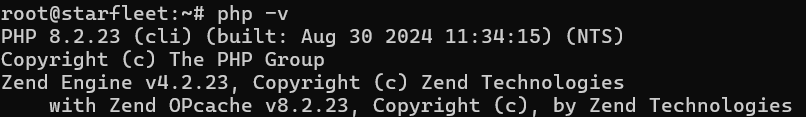 root@starfleet:~# php -v
PHP 8.2.23 (cli) (built: Aug 30 2024 11:34:15) (NTS)
Copyright (c) The PHP Group
Zend Engine v4.2.23, Copyright (c) Zend Technologies
    with Zend OPcache v8.2.23, Copyright (c), by Zend Technologies